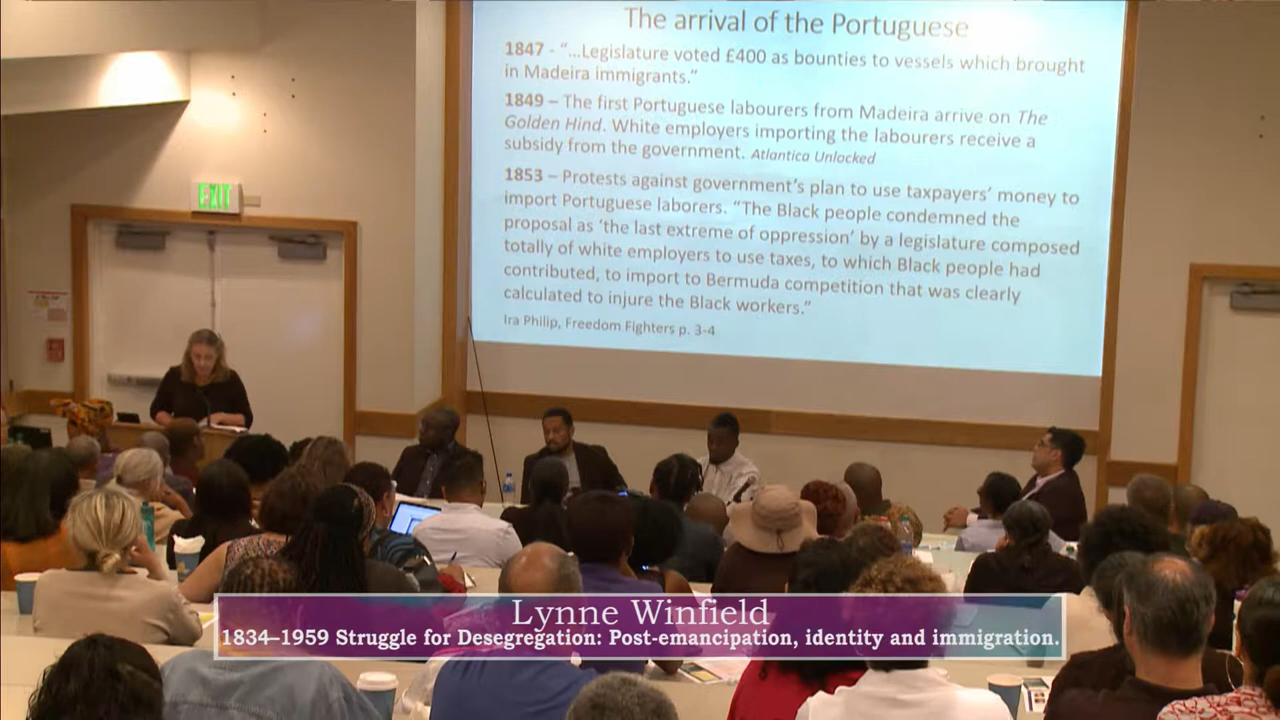 The arrival of the Portuguese
1847 - “...Legislature voted £400 as bounties to vessels which brought
in Madeira immigrants.”
1849 – The first Portuguese labourers from Madeira arrive on The
Golden Hind. White employers importing the labourers receive a
subsidy from the government. Atlantica Unlocked
1853 – Protests against government’s plan to use taxpayers’ money to
import Portuguese laborers. “The Black people condemned the
proposal as ‘the last extreme of oppression’ by a legislature composed
totally of white employers to use taxes, to which Black people had
contributed, to import to Bermuda competition that was clearly
calculated to injure the Black workers.”
Ira Philip, Freedom Fighters p. 3-4
EXIT
Lynne Winfield
1834–1959 Struggle for Desegregation: Post-emancipation, identity and immigration.